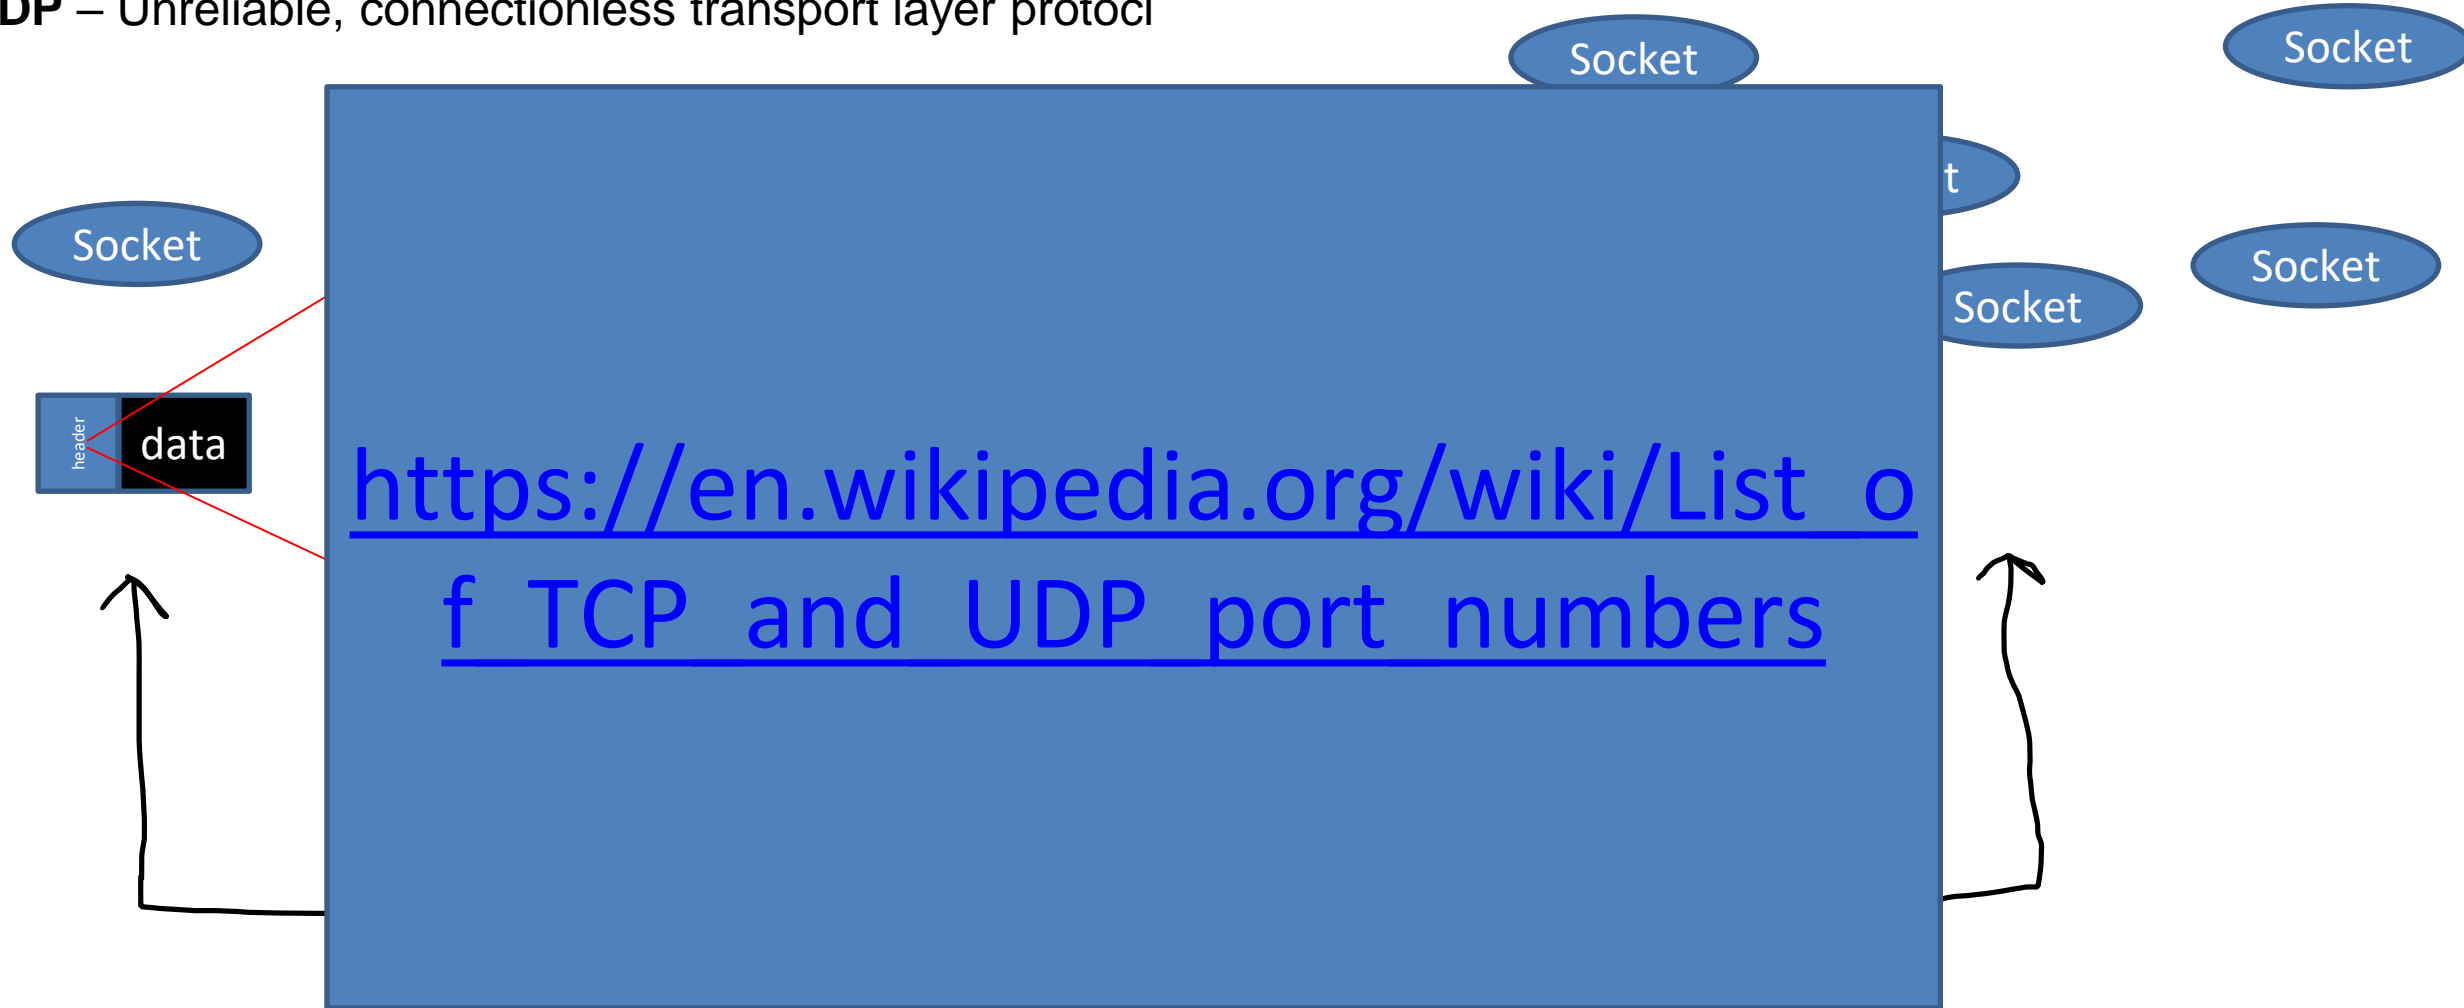 DP – Unreliable, connectionless transport layer protocl
Socket
Socket
t
Socket
Socket
Socket
header
data
https://en.wikipedia.org/wiki/List_o
f_TCP_and_UDP_port_numbers